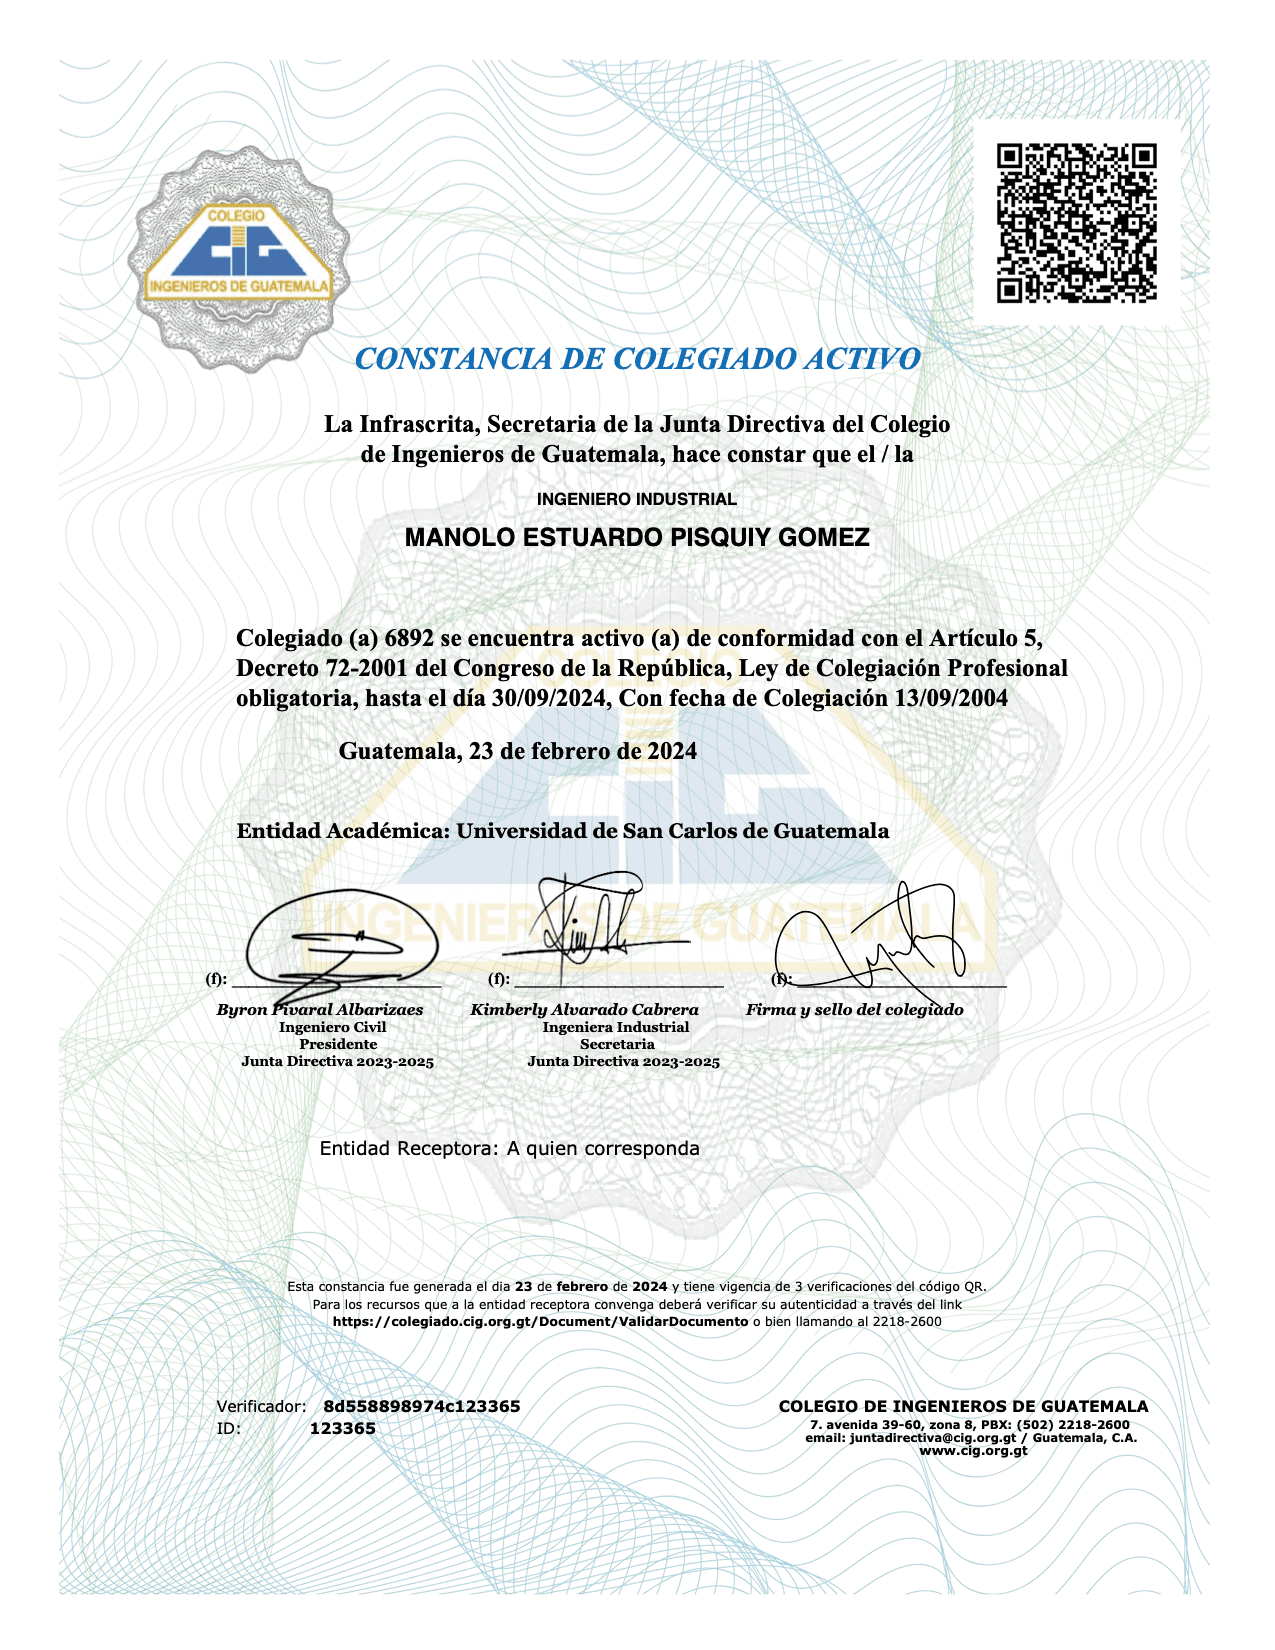 COLEGIO
CIG
INGENIEROS DE GUATEMALA
CONSTANCIA DE COLEGIADO ACTIVO
La Infrascrita, Secretaria de la Junta Directiva del Colegio
de Ingenieros de Guatemala, hace constar que el / la
INGENIERO INDUSTRIAL
MANOLO ESTUARDO PISQUIY GOMEZ
Colegiado (a) 6892 se encuentra activo (a) de conformidad con el Artículo 5,
Decreto 72-2001 del Congreso de la República, Ley de Colegiación Profesional
obligatoria, hasta el día 30/09/2024, Con fecha de Colegiación 13/09/2004
Guatemala, 23 de febrero de 2024
Entidad Académica: Universidad de San Carlos de Guatemala
COLEGIO
CIG
INGENIEROS DE GUATEMALA
(f): (f): (f):
Byron Pivaral Albarizaes Kimberly Alvarado Cabrera Firma y sello del colegiado
Ingeniero Civil Ingeniera Industrial
Presidente Secretaria
Junta Directiva 2023-2025 Junta Directiva 2023-2025
Entidad Receptora: A quien corresponda
Esta constancia fue generada el dia 23 de febrero de 2024 y tiene vigencia de 3 verificaciones del código QR.
Para los recursos que a la entidad receptora convenga deberá verificar su autenticidad a través del link
https://colegiado.cig.org.gt/Document/ValidarDocumento o bien llamando al 2218-2600
Verificador: 8d558898974c123365
ID: 123365
COLEGIO DE INGENIEROS DE GUATEMALA
7. avenida 39-60, zona 8, PBX: (502) 2218-2600
email: juntadirectiva@cig.org.gt / Guatemala, C.A.
www.cig.org.gt